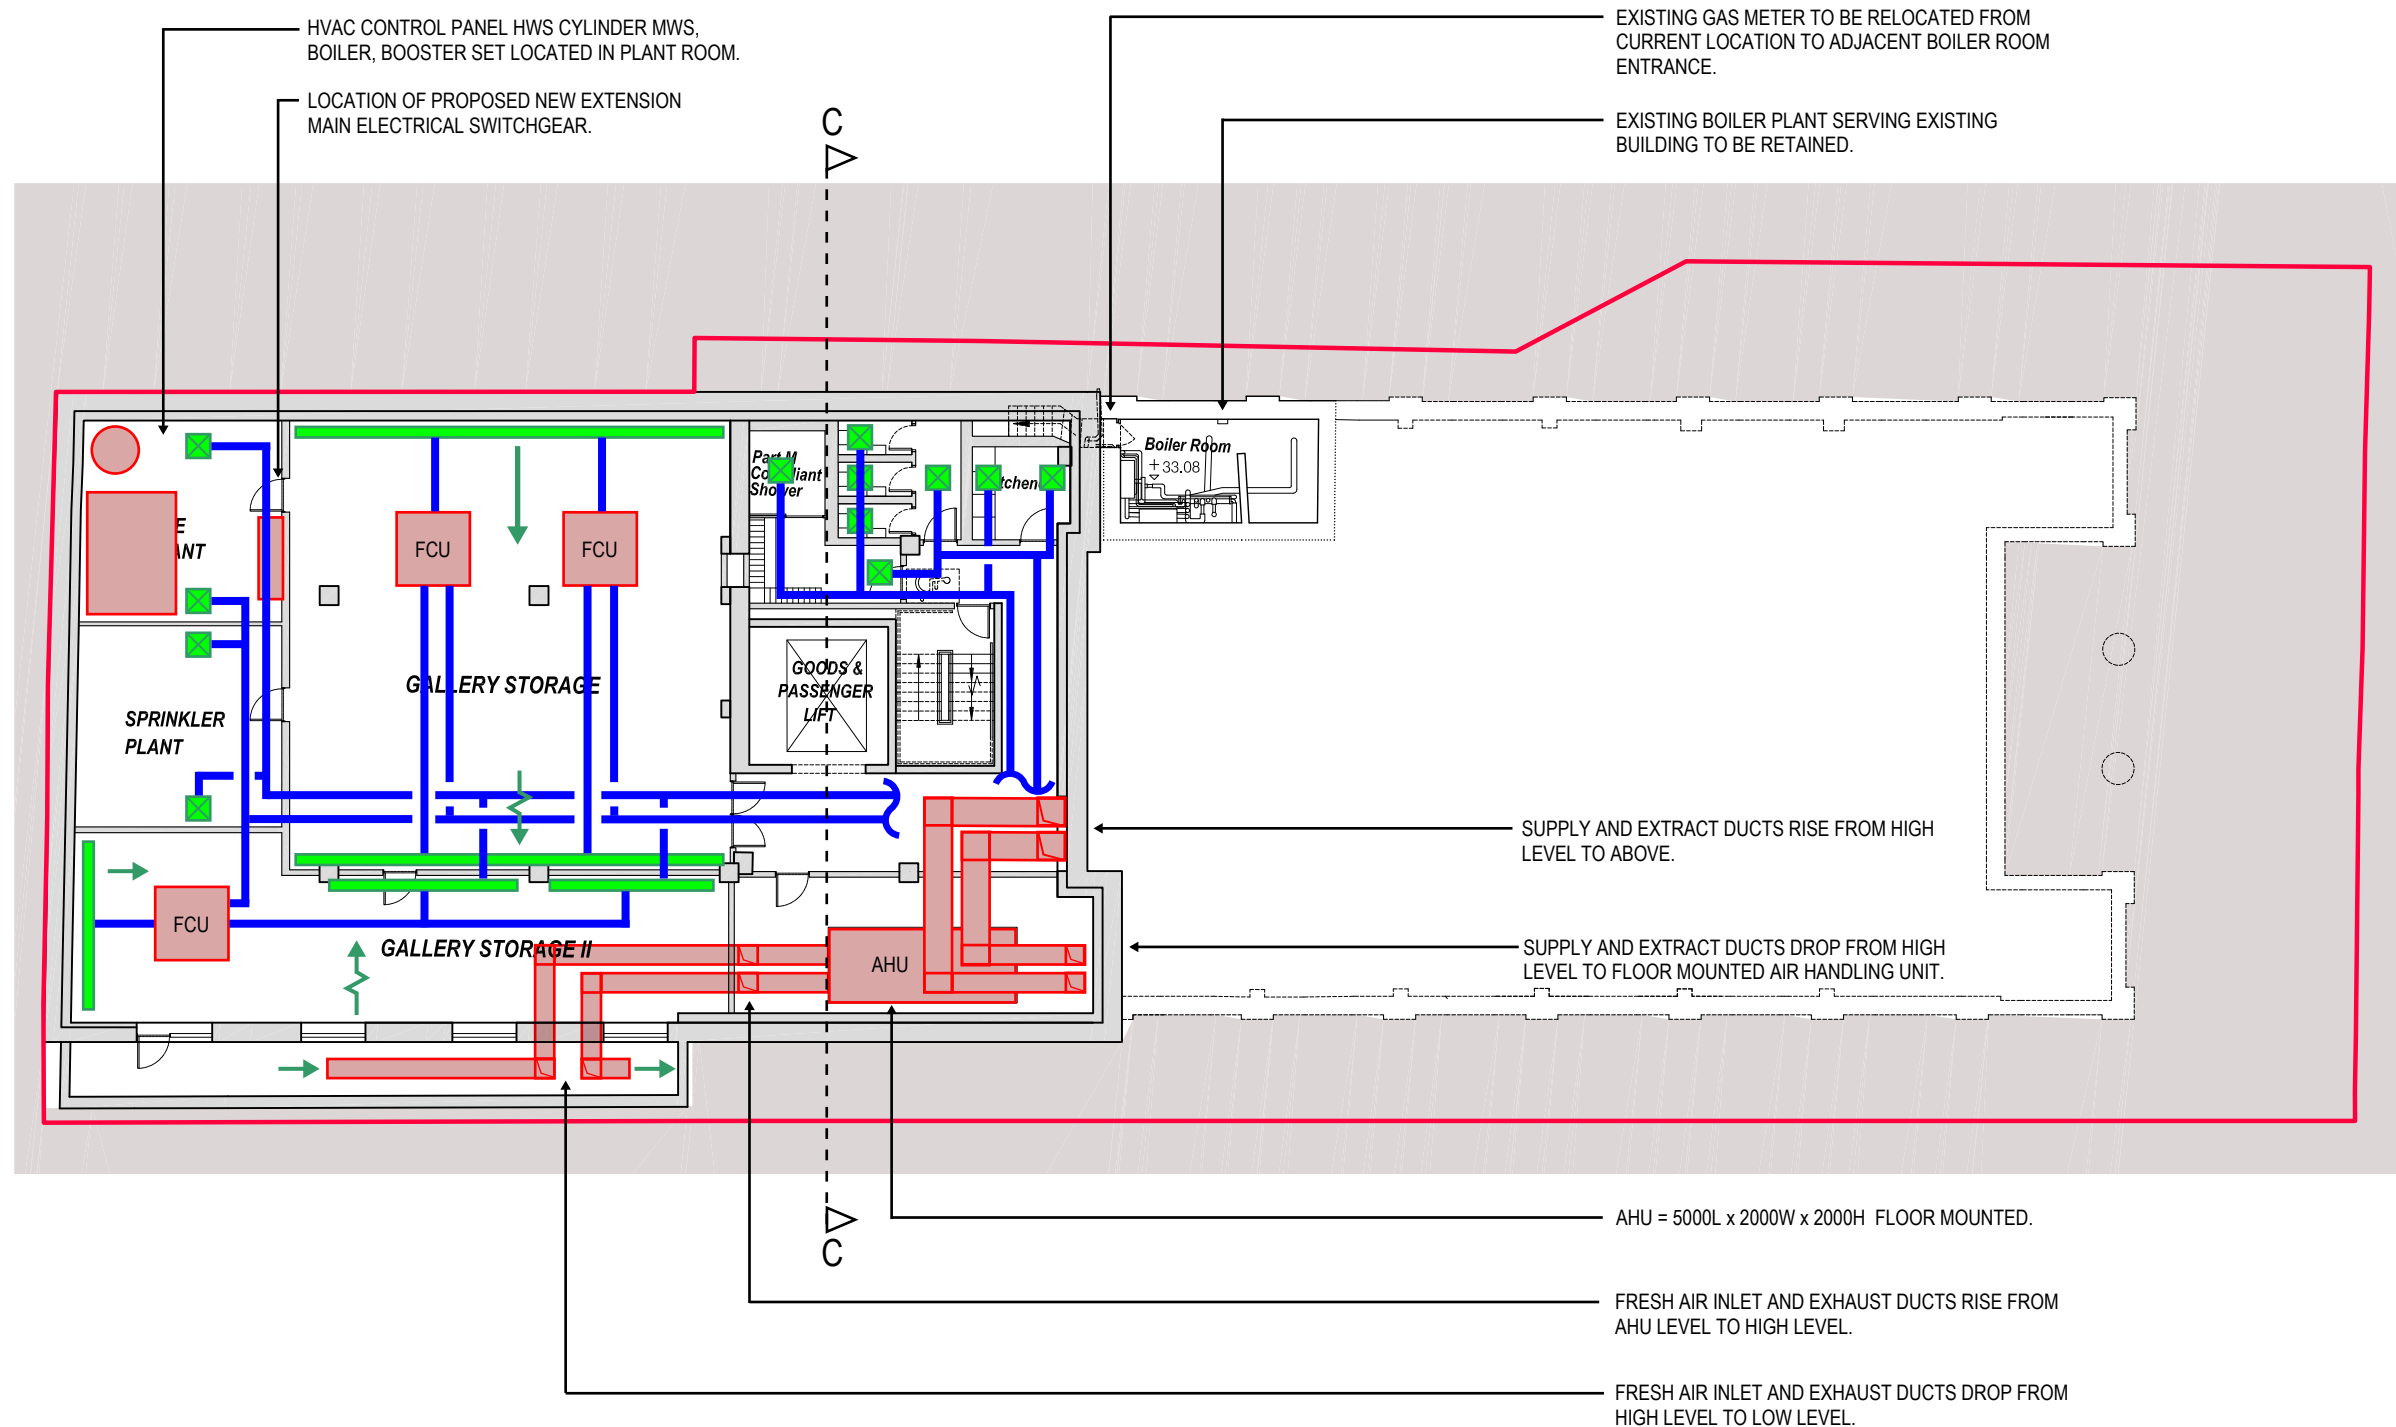 HVAC CONTROL PANEL HWS CYLINDER MWS,
BOILER, BOOSTER SET LOCATED IN PLANT ROOM.
LOCATION OF PROPOSED NEW EXTENSION
MAIN ELECTRICAL SWITCHGEAR.
C
EXISTING GAS METER TO BE RELOCATED FROM
CURRENT LOCATION TO ADJACENT BOILER ROOM
ENTRANCE.
EXISTING BOILER PLANT SERVING EXISTING
BUILDING TO BE RETAINED.
Part M
Shower
Boiler Room
+ 33.08
FCU
FCU
GALLERY STORAGE
GOODS &
PASSENGER
LIFT
SPRINKLER
PLANT
SUPPLY AND EXTRACT DUCTS RISE FROM HIGH
LEVEL TO ABOVE.
FCU
GALLERY STORAGE II
AHU
SUPPLY AND EXTRACT DUCTS DROP FROM HIGH
LEVEL TO FLOOR MOUNTED AIR HANDLING UNIT.
C
AHU = 5000L x 2000W x 2000H FLOOR MOUNTED.
FRESH AIR INLET AND EXHAUST DUCTS RISE FROM
AHU LEVEL TO HIGH LEVEL.
FRESH AIR INLET AND EXHAUST DUCTS DROP FROM
HIGH LEVEL TO LOW LEVEL.